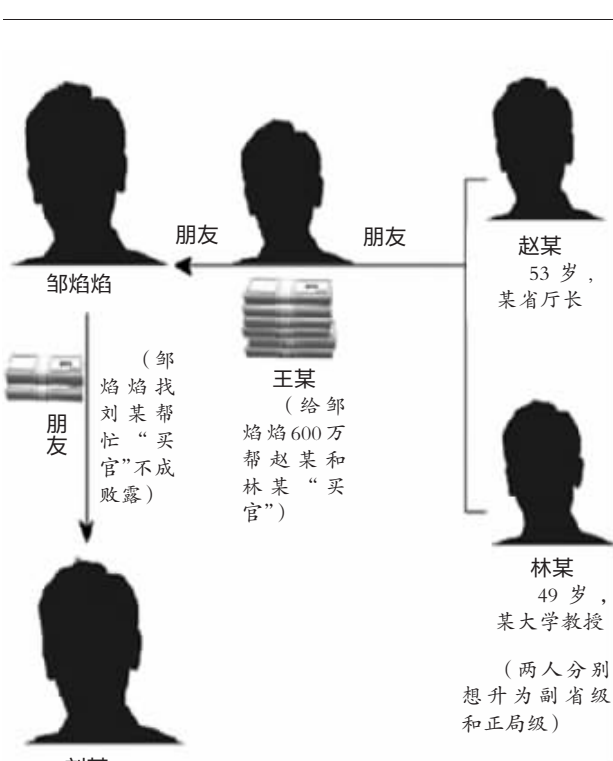 朋友
朋友
邹焰焰
赵某
53 岁，
某省厅长
王某
（给邹
焰焰600万
帮赵某和
林某“买
官”）
朋
友
（邹
焰焰找
刘某帮
忙“买
官”不成
败露）
林某
49 岁，
某大学教授
（两人分别
想升为副省级
和正局级）